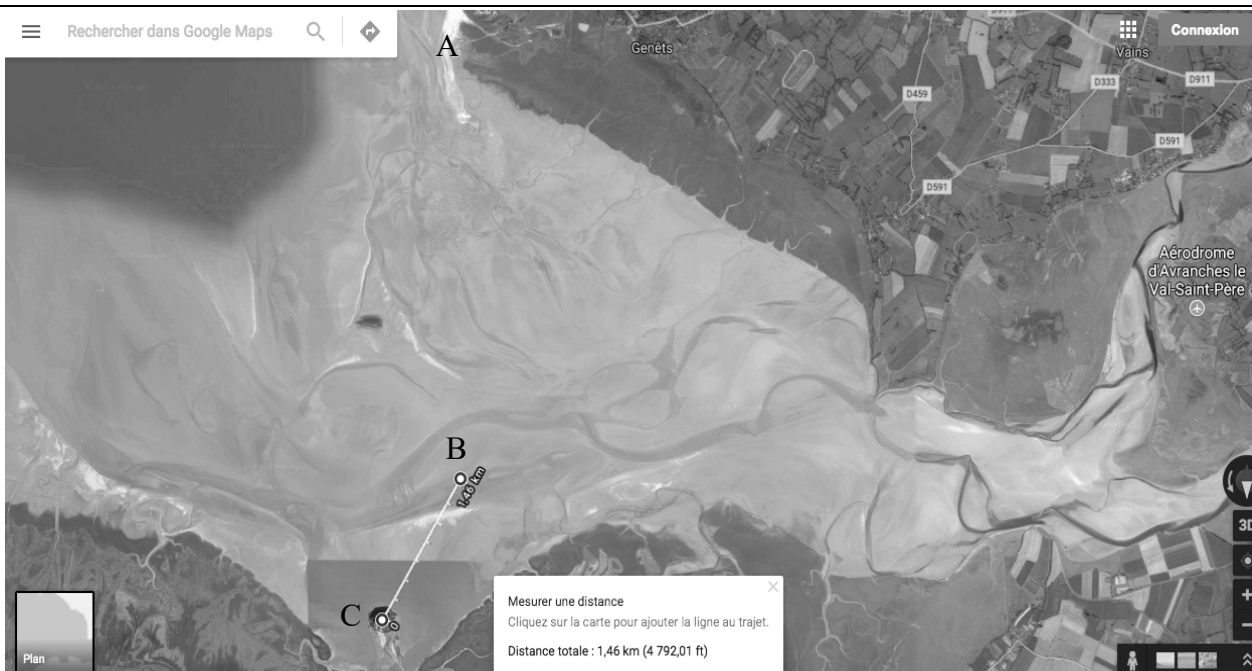 Rechercher dans Google Maps
A
Genêts
Connexion
Vains
D911
D333
D459
D591
D591
Aérodrome
d'Avranches le
Val-Saint-Père
B
1,46 km
3D
C
0
Mesurer une distance
Cliquez sur la carte pour ajouter la ligne au trajet.
Distance totale : 1,46 km (4 792,01 ft)
Plan